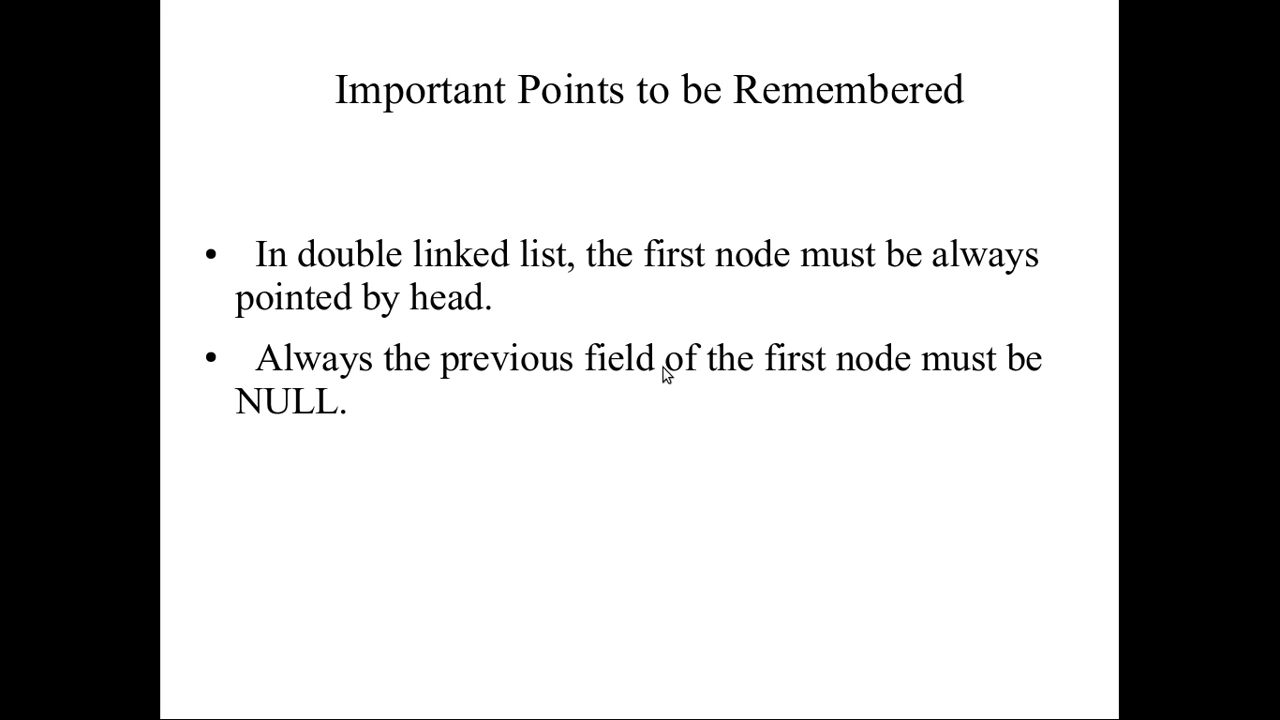 Important Points to be Remembered
• In double linked list, the first node must be always
pointed by head.
• Always the previous field of the first node must be
NULL.